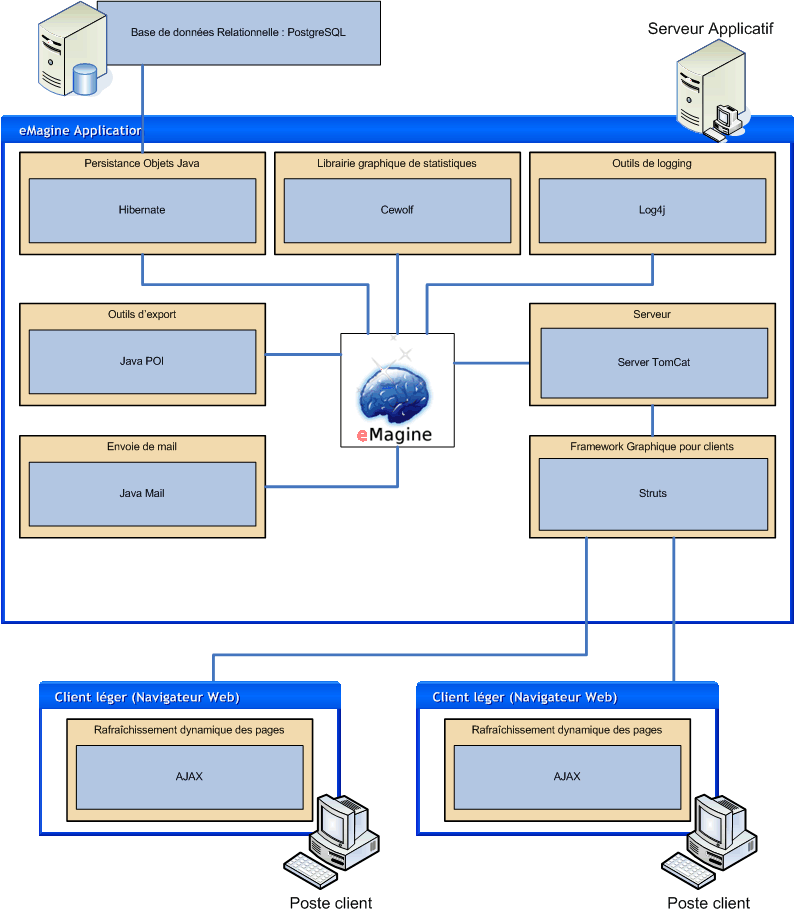 Base de données Relationnelle : PostgreSQL
Serveur Applicatif
eMagine Application
Persistance Objets Java
Hibernate
Librairie graphique de statistiques
Cewolf
Outils de logging
Log4j
Outils d'export
Java POI
Serveur
Server TomCat
eMagine
Envoie de mail
Java Mail
Framework Graphique pour clients
Struts
Client léger (Navigateur Web)
Rafraîchissement dynamique des pages
AJAX
Poste client
Client léger (Navigateur Web)
Rafraîchissement dynamique des pages
AJAX
Poste client